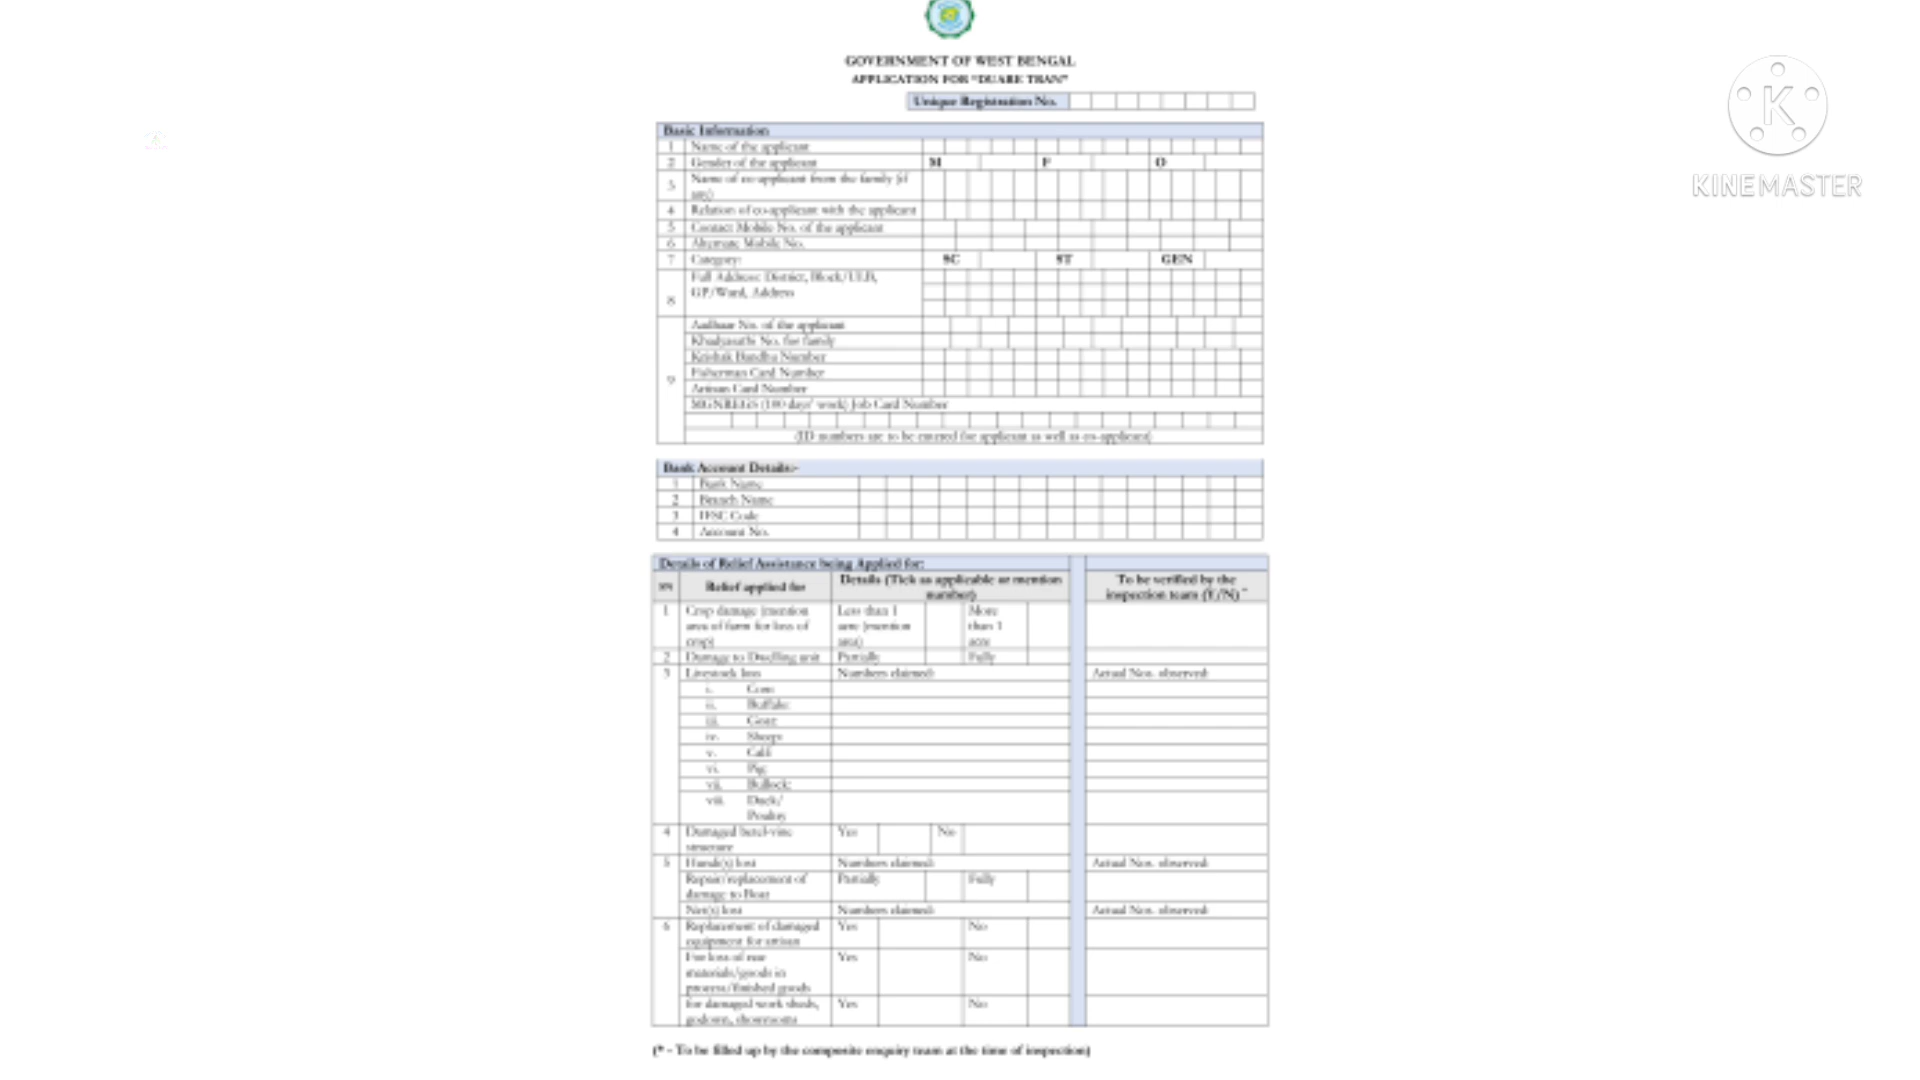 GOVERNMENT OF WEST BENGAL
APPLICATION FOR "DUARE TRAN"
Unique Registration No.
KINEMASTER
Basic Information
1 Name of the applicant
2 Gender of the applicant M F O
3 Name of co-applicant from the family (if
any)
4 Relation of co-applicant with the applicant
5 Contact Mobile No. of the applicant
6 Alternate Mobile No.
7 Category: SC ST GEN
8 Full Address: District, Block/ULB,
GP/Ward, Address
9 Aadhaar No. of the applicant
Khadyasathi No. for family
Krishak Bandhu Number
Fisherman Card Number
Artisan Card Number
MGNREGS (100 days' work) Job Card Number
(ID numbers are to be entered for applicant as well as co-applicant)
Bank Account Details:-
1 Bank Name
2 Branch Name
3 IFSC Code
4 Account No.
Details of Relief Assistance being Applied for:
SN Relief applied for Details (Tick as applicable or mention
number) To be verified by the
inspection team (Y/N)*
1 Crop damage (mention
area of farm for loss of
crop) Less than 1
acre (mention
area) More
than 1
acre
2 Damage to Dwelling unit Partially Fully
3 Livestock loss Numbers claimed: Actual Nos. observed:
i. Cow:
ii. Buffalo:
iii. Goat:
iv. Sheep:
v. Calf:
vi. Pig:
vii. Bullock:
viii. Duck/
Poultry
4 Damaged betel-vine
structure Yes No
5 Handi(s) lost Numbers claimed: Actual Nos. observed:
Repair/replacement of
damage to Boat Partially Fully
Net(s) lost Numbers claimed: Actual Nos. observed:
6 Replacement of damaged
equipment for artisan Yes No
For loss of raw
materials/goods in
process/finished goods Yes No
for damaged work sheds,
godown, showrooms Yes No
(* - To be filled up by the composite enquiry team at the time of inspection)